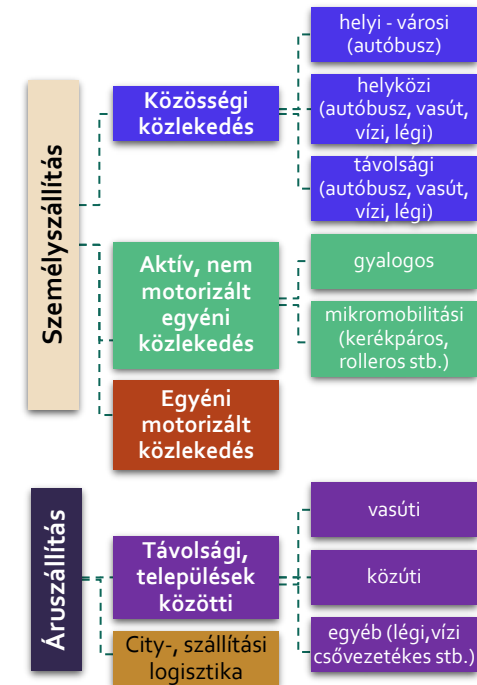 Személyszállítás
Közösségi
közlekedés
helyi - városi
(autóbusz)
helyközi
(autóbusz, vasút,
vízi, légi)
távolsági
(autóbusz, vasút,
vízi, légi)
Aktív, nem
motorizált
egyéni
közlekedés
gyalogos
mikromobilitási
(kerékpáros,
rolleros stb.)
Egyéni
motorizált
közlekedés
Áruszállítás
Távolsági,
települések
közötti
vasúti
közúti
egyéb (légi,vízi
csővezetékes stb.)
City-, szállítási
logisztika